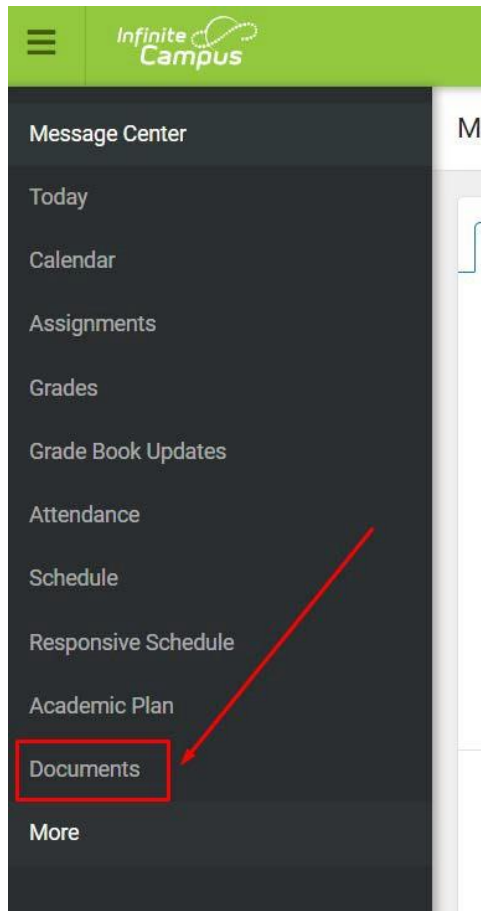 Infinite
Campus
Message Center
M
Today
Calendar
Assignments
Grades
Grade Book Updates
Attendance
Schedule
Responsive Schedule
Academic Plan
Documents
More